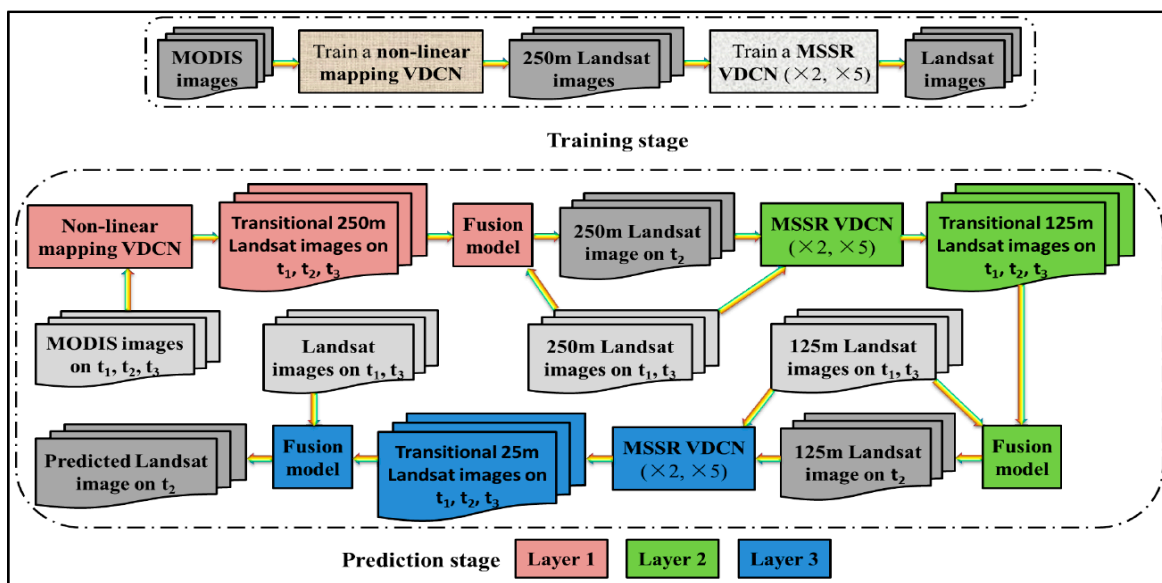 MODIS
images
Train a non-linear
mapping VDCN
250m Landsat
images
Train a MSSR
VDCN (×2, ×5)
Landsat
images
Training stage
Non-linear
mapping VDCN
Transitional 250m
Landsat images on
t₁, t₂, t₃
Fusion
model
250m Landsat
image on t₂
MSSR VDCN
(×2, ×5)
Transitional 125m
Landsat images on
t₁, t₂, t₃
MODIS images
on t₁, t₂, t₃
Landsat
images on t₁, t₃
250m Landsat
images on t₁, t₃
125m Landsat
images on t₁, t₃
Predicted Landsat
image on t₂
Fusion
model
Transitional 25m
Landsat images on
t₁, t₂, t₃
MSSR VDCN
(×2, ×5)
125m Landsat
image on t₂
Fusion
model
Prediction stage
Layer 1
Layer 2
Layer 3